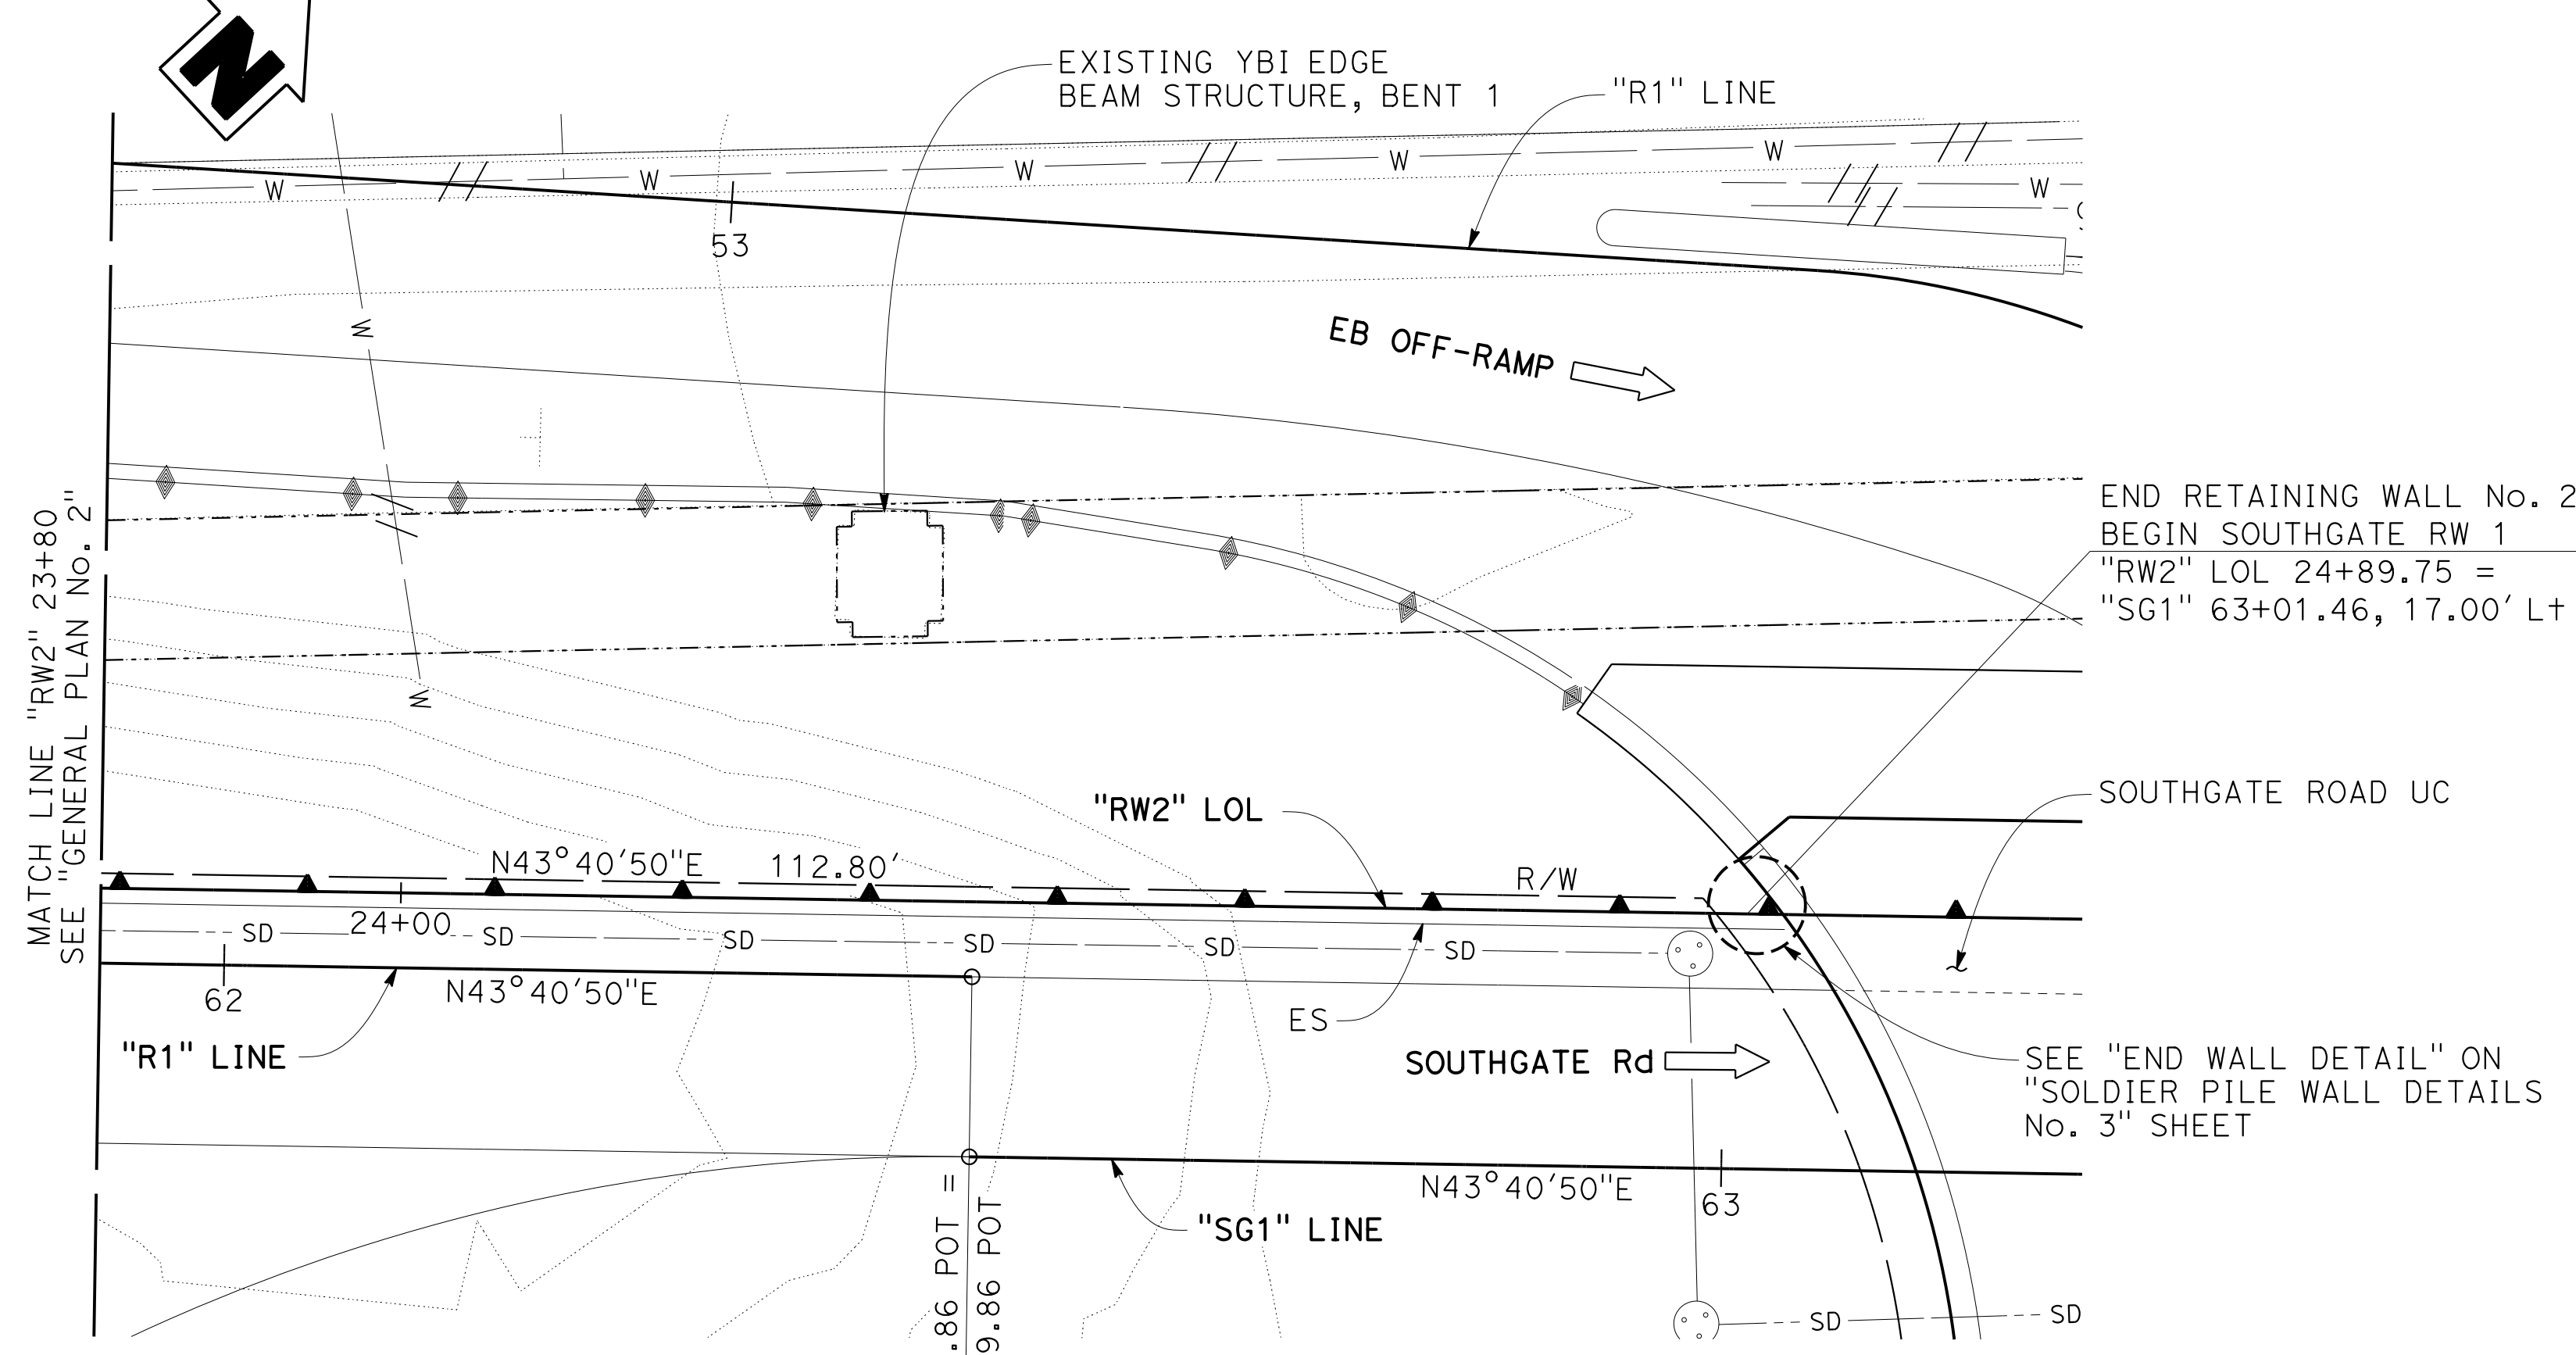 N
EXISTING YBI EDGE
BEAM STRUCTURE, BENT 1
"R1" LINE
W
W
W
W
W
W
53
W
EB OFF-RAMP
MATCH LINE "RW2" 23+80
SEE "GENERAL PLAN No. 2"
END RETAINING WALL No. 2
BEGIN SOUTHGATE RW 1
"RW2" LOL 24+89.75 =
"SG1" 63+01.46, 17.00' Lt
W
SOUTHGATE ROAD UC
"RW2" LOL
N43°40'50"E
112.80'
R/W
24+00
SD
SD
SD
SD
SD
SD
62
N43°40'50"E
"R1" LINE
ES
SOUTHGATE Rd
SEE "END WALL DETAIL" ON
"SOLDIER PILE WALL DETAILS
No. 3" SHEET
N43°40'50"E
63
"SG1" LINE
.86 POT =
9.86 POT
SD
SD